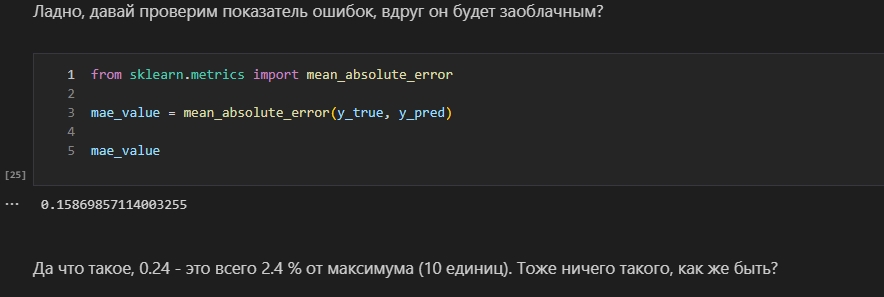 Ладно, давай проверим показатель ошибок, вдруг он будет заоблачным?
1 from sklearn.metrics import mean_absolute_error
2
3 mae_value = mean_absolute_error(y_true, y_pred)
4
5 mae_value
[25]
... 0.15869857114003255
Да что такое, 0.24 - это всего 2.4 % от максимума (10 единиц). Тоже ничего такого, как же быть?